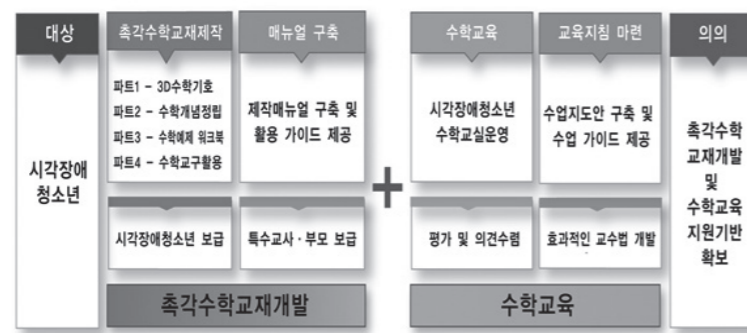 대상
시각장애
청소년
촉각수학교재제작
파트1 - 3D수학기호
파트2 - 수학개념정립
파트3 - 수학예제 워크북
파트4 - 수학교구활용
시각장애청소년 보급
매뉴얼 구축
제작매뉴얼 구축 및
활용 가이드 제공
특수교사·부모 보급
촉각수학교재개발
+
수학교육
시각장애청소년
수학교실운영
평가 및 의견수렴
교육지침 마련
수업지도안 구축 및
수업 가이드 제공
효과적인 교수법 개발
수학교육
의의
촉각수학
교재개발
및
수학교육
지원기반
확보